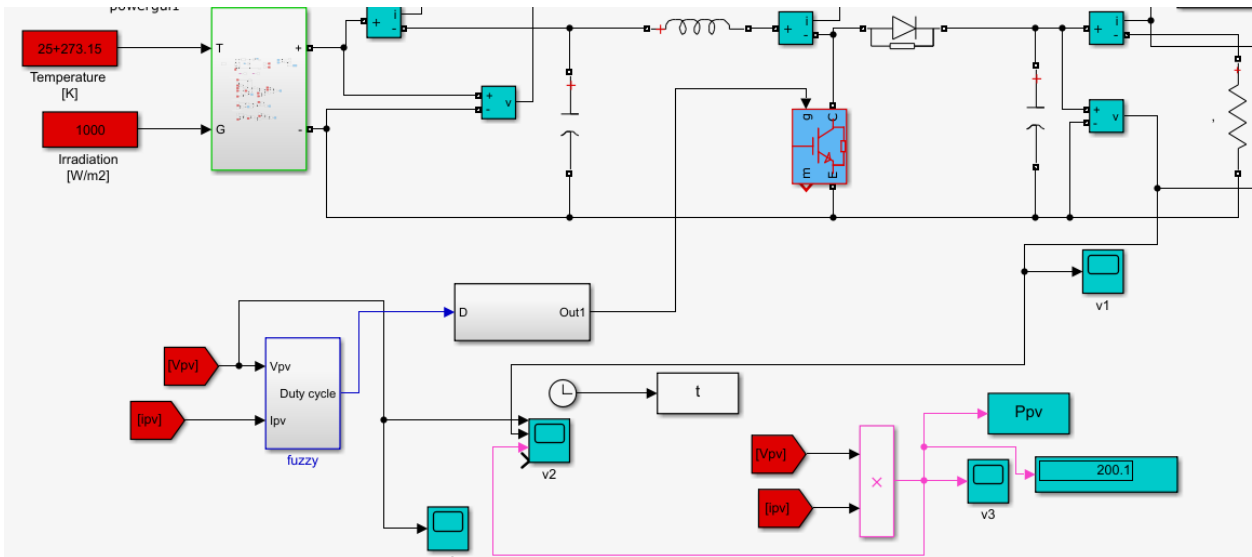 powergui1
25+273.15
Temperature
[K]
1000
Irradiation
[W/m2]
T
G
+
-
+
-
i
+
-
v
+
-
i
+
-
i
+
-
v
g
C
m
E
D
Out1
v1
[Vpv]
[ipv]
Vpv
Ipv
Duty cycle
fuzzy
t
v2
[Vpv]
[ipv]
×
Ppv
200.1
v3